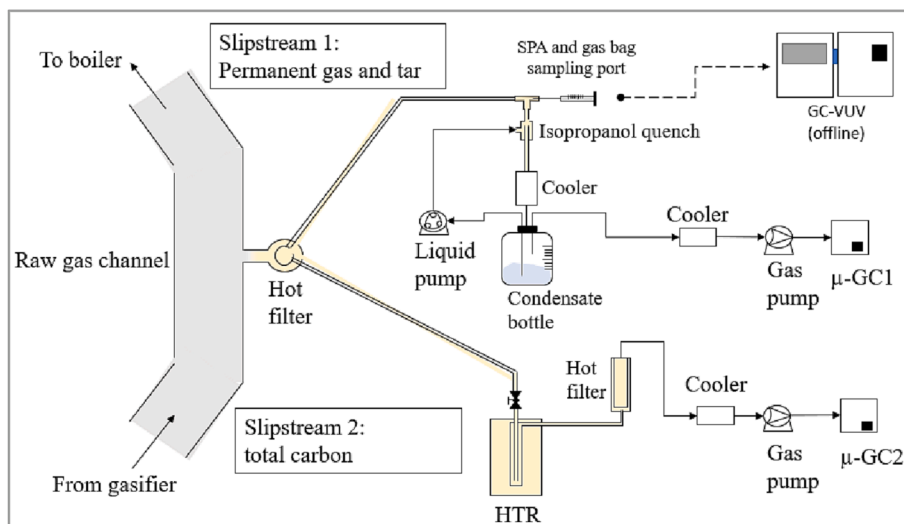 Slipstream 1:
Permanent gas and tar
To boiler
SPA and gas bag
sampling port
GC-VUV
(offline)
Isopropanol quench
Cooler
Raw gas channel
Hot
filter
Liquid
pump
Condensate
bottle
Cooler
Gas
pump
μ-GC1
Hot
filter
Cooler
Gas
pump
μ-GC2
Slipstream 2:
total carbon
From gasifier
HTR